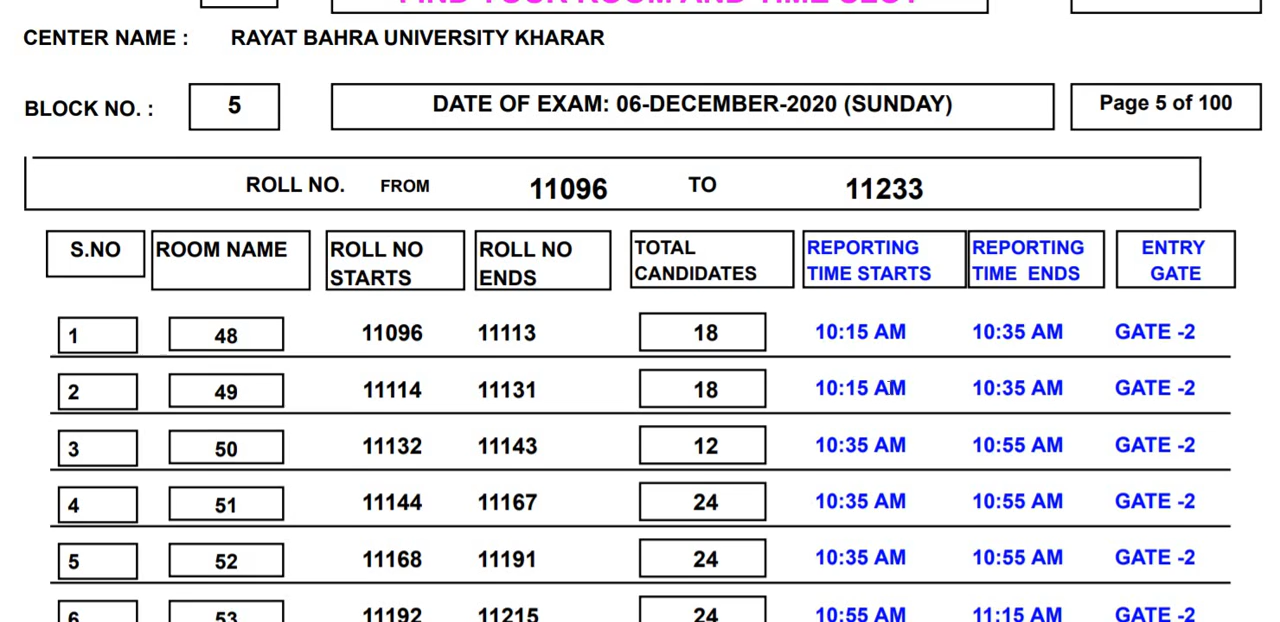 FIND YOUR ROOM AND TIME SLOT
CENTER NAME : RAYAT BAHRA UNIVERSITY KHARAR
BLOCK NO. : 5 DATE OF EXAM: 06-DECEMBER-2020 (SUNDAY) Page 5 of 100
ROLL NO. FROM 11096 TO 11233
S.NO ROOM NAME ROLL NO STARTS ROLL NO ENDS TOTAL CANDIDATES REPORTING TIME STARTS REPORTING TIME ENDS ENTRY GATE
1 48 11096 11113 18 10:15 AM 10:35 AM GATE -2
2 49 11114 11131 18 10:15 AM 10:35 AM GATE -2
3 50 11132 11143 12 10:35 AM 10:55 AM GATE -2
4 51 11144 11167 24 10:35 AM 10:55 AM GATE -2
5 52 11168 11191 24 10:35 AM 10:55 AM GATE -2
6 53 11192 11215 24 10:55 AM 11:15 AM GATE -2